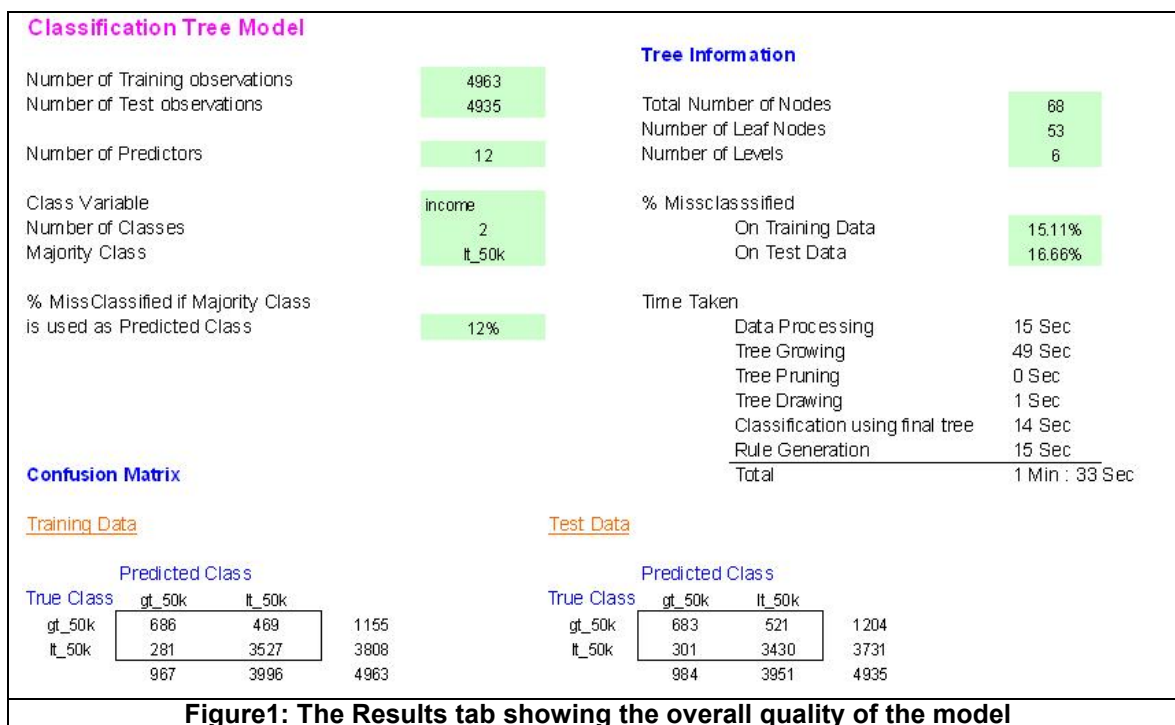 Classification Tree Model
Number of Training observations 4963
Number of Test observations 4935
Number of Predictors 12
Class Variable income
Number of Classes 2
Majority Class lt_50k
% MissClassified if Majority Class
is used as Predicted Class 12%
Tree Information
Total Number of Nodes 68
Number of Leaf Nodes 53
Number of Levels 6
% Missclasssified
On Training Data 15.11%
On Test Data 16.66%
Time Taken
Data Processing 15 Sec
Tree Growing 49 Sec
Tree Pruning 0 Sec
Tree Drawing 1 Sec
Classification using final tree 14 Sec
Rule Generation 15 Sec
Total 1 Min : 33 Sec
Confusion Matrix
Training Data
Predicted Class
True Class gt_50k lt_50k
gt_50k 686 469 1155
lt_50k 281 3527 3808
967 3996 4963
Test Data
Predicted Class
True Class gt_50k lt_50k
gt_50k 683 521 1204
lt_50k 301 3430 3731
984 3951 4935
Figure1: The Results tab showing the overall quality of the model